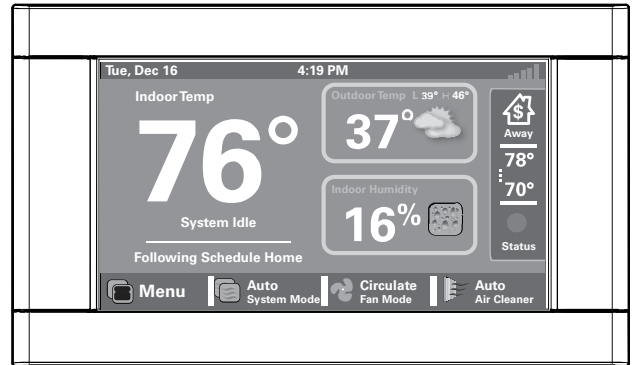 Tue, Dec 16
4:19 PM
Indoor Temp
76°
System Idle
Following Schedule Home
Outdoor Temp L 39° H 46°
37°
Indoor Humidity
16%
$
Away
78°
70°
Status
Menu
Auto
System Mode
Circulate
Fan Mode
Auto
Air Cleaner